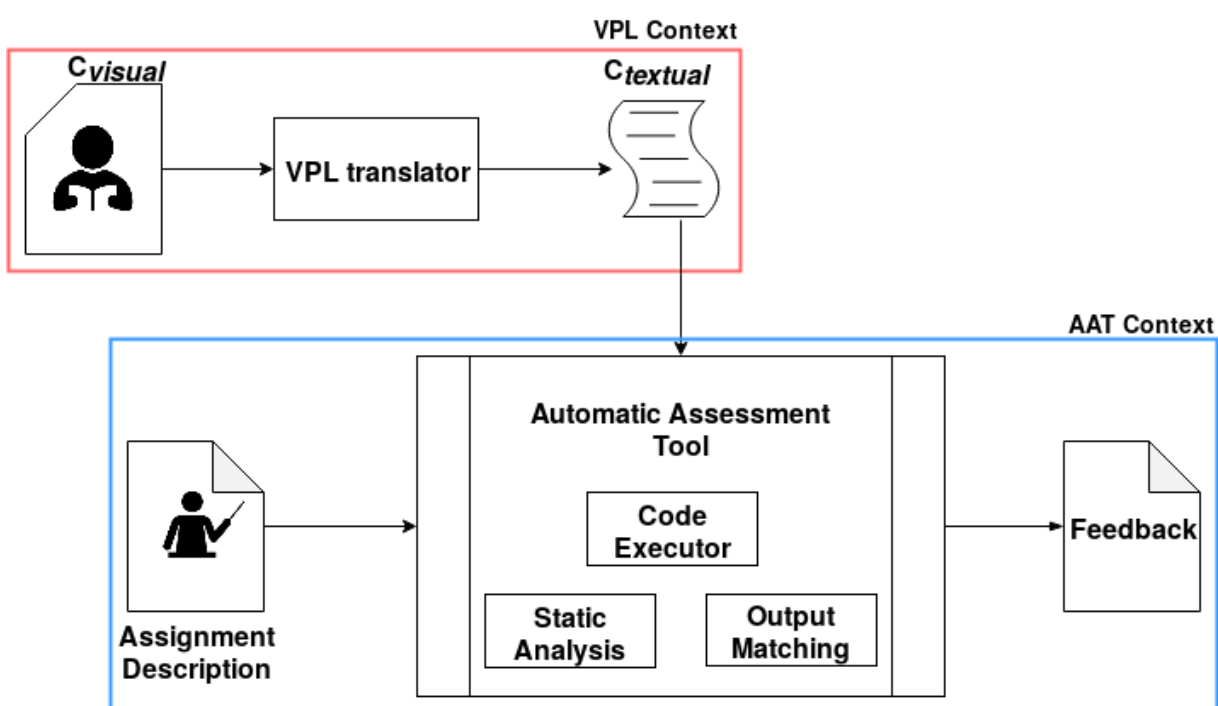 VPL Context
Cvisual
Ctextual
VPL translator
AAT Context
Automatic Assessment
Tool
Code
Executor
Feedback
Static
Analysis
Output
Matching
Assignment
Description